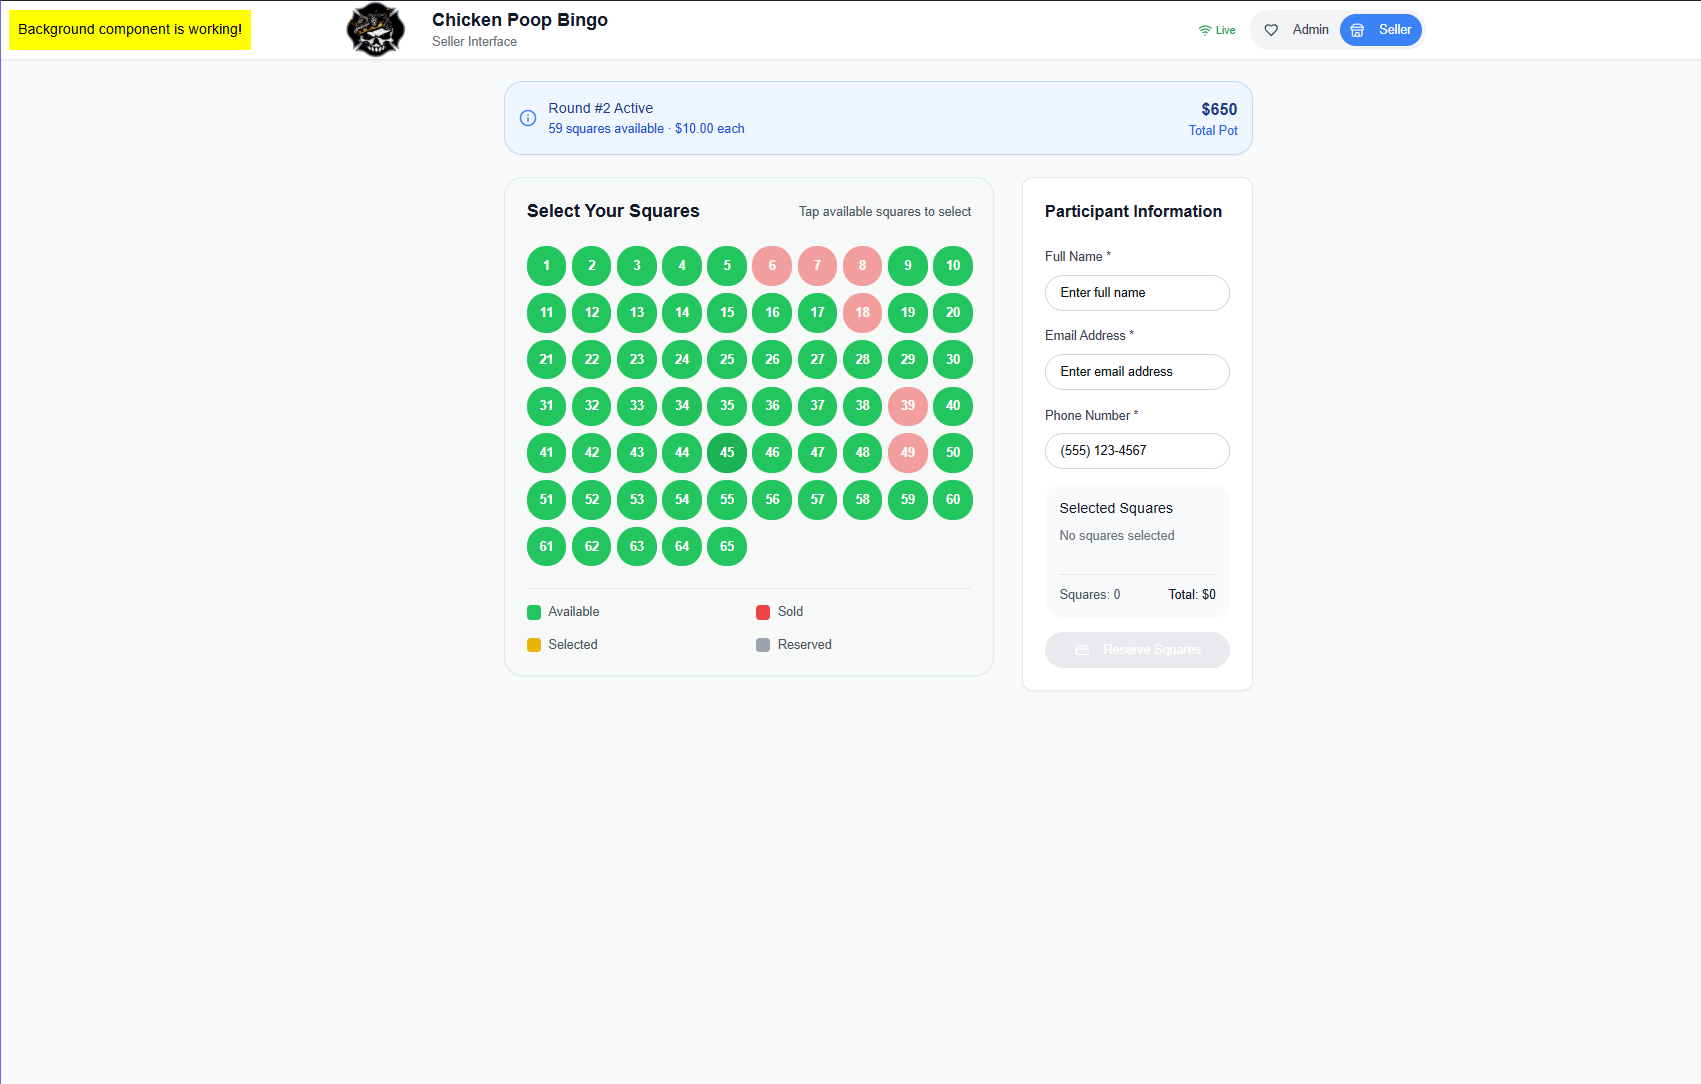 Background component is working!
Chicken Poop Bingo
Seller Interface
Live
Admin
Seller
Round #2 Active
59 squares available · $10.00 each
$650
Total Pot
Select Your Squares
Tap available squares to select
1 2 3 4 5 6 7 8 9 10
11 12 13 14 15 16 17 18 19 20
21 22 23 24 25 26 27 28 29 30
31 32 33 34 35 36 37 38 39 40
41 42 43 44 45 46 47 48 49 50
51 52 53 54 55 56 57 58 59 60
61 62 63 64 65
Available
Sold
Selected
Reserved
Participant Information
Full Name *
Enter full name
Email Address *
Enter email address
Phone Number *
(555) 123-4567
Selected Squares
No squares selected
Squares: 0
Total: $0
Reserve Squares